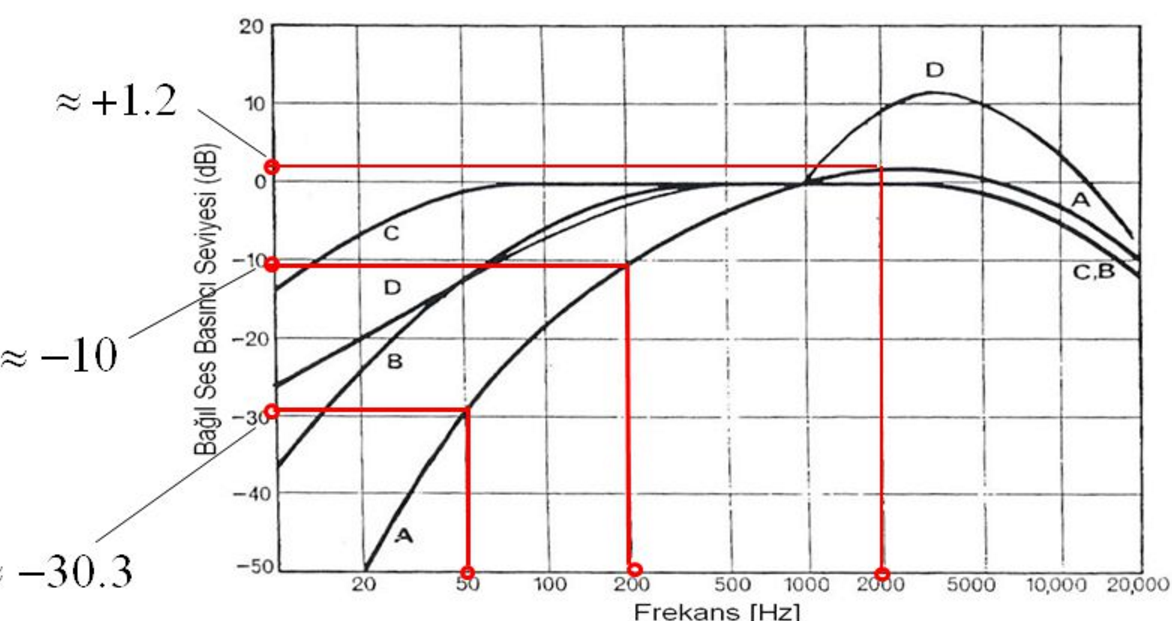 20
≈ +1.2
10
0
-10
≈ −10
-20
-30
-40
≈ −30.3
-50
Bağıl Ses Basıncı Seviyesi (dB)
D
A
C
D
C,B
B
A
20 50 100 200 500 1000 2000 5000 10,000 20,000
Frekans [Hz]